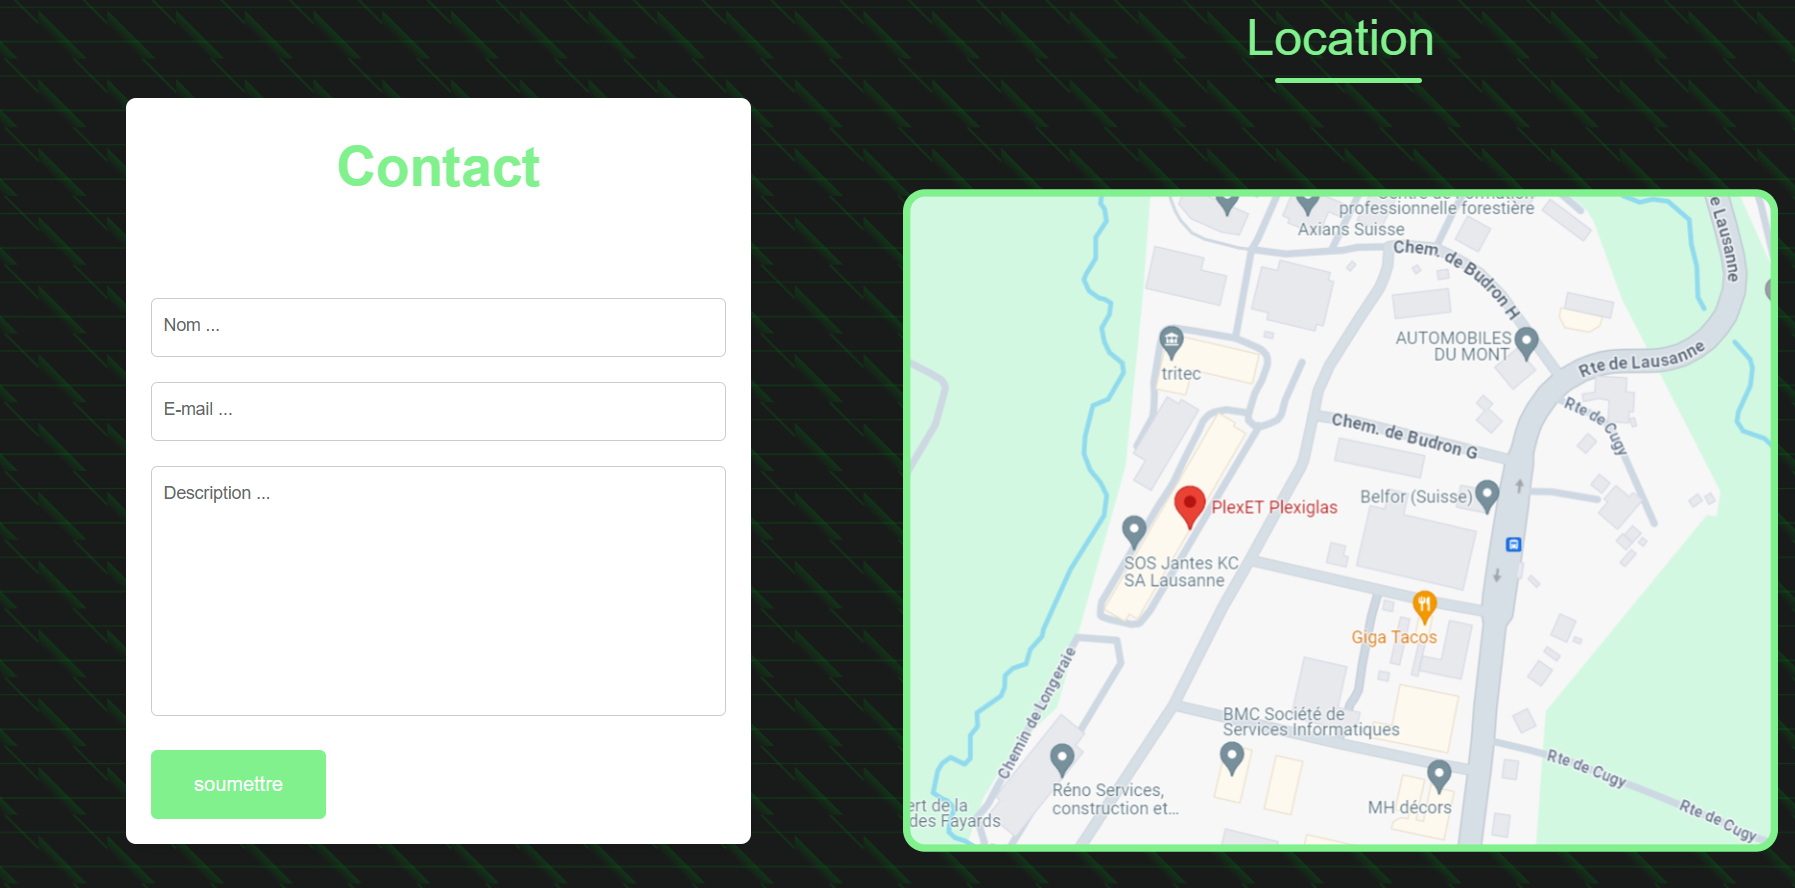 Location
Contact
Nom ...
E-mail ...
Description ...
soumettre
professionnelle forestière
Axians Suisse
Chem. de Budron H
e Lausanne
AUTOMOBILES
DU MONT
Rte de Lausanne
tritec
Rte de Cugy
Chem. de Budron G
Belfor (Suisse)
PlexET Plexiglas
SOS Jantes KC
SA Lausanne
Giga Tacos
Chemin de Longeraie
BMC Société de
Services Informatiques
Rte de Cugy
Réno Services,
construction et...
MH décors
Rte de Cugy
ert de la
des Fayards